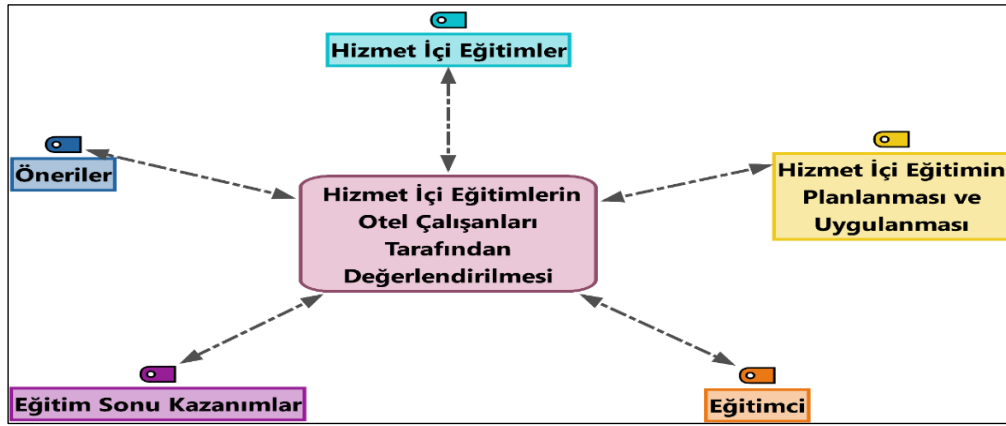 Hizmet İçi Eğitimler
Öneriler
Hizmet İçi Eğitimlerin
Otel Çalışanları
Tarafından
Değerlendirilmesi
Hizmet İçi Eğitimin
Planlanması ve
Uygulanması
Eğitim Sonu Kazanımlar
Eğitimci